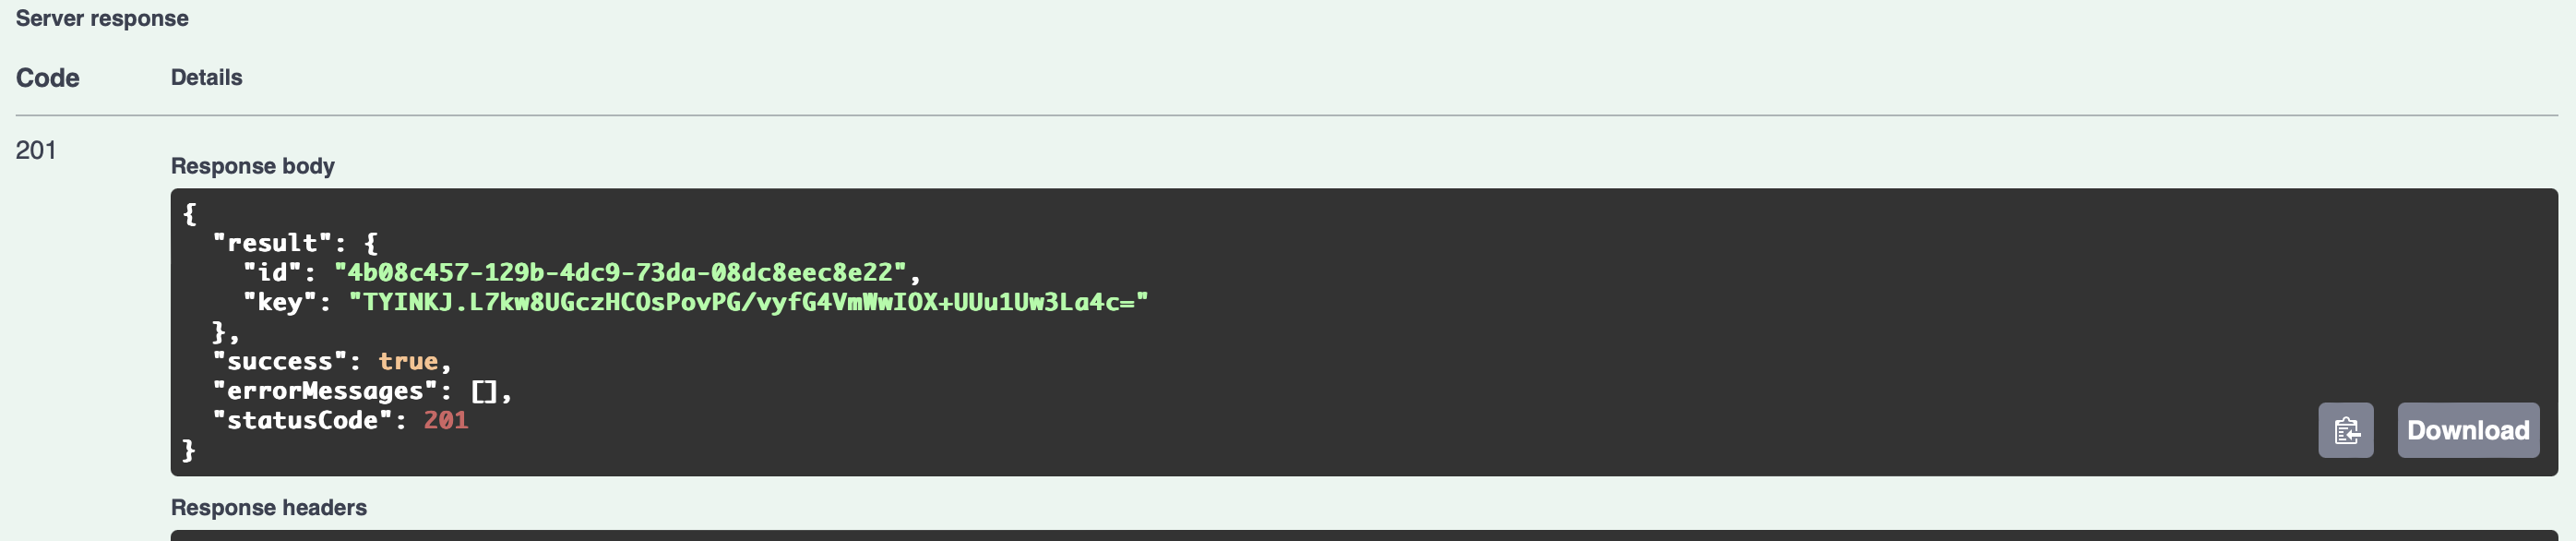 Server response
Code Details
201
Response body
{
  "result": {
    "id": "4b08c457-129b-4dc9-73da-08dc8eec8e22",
    "key": "TYINKJ.L7kw8UGczHCOsPovPG/vyfG4VmWwIOX+UUu1Uw3La4c="
  },
  "success": true,
  "errorMessages": [],
  "statusCode": 201
}
Download
Response headers